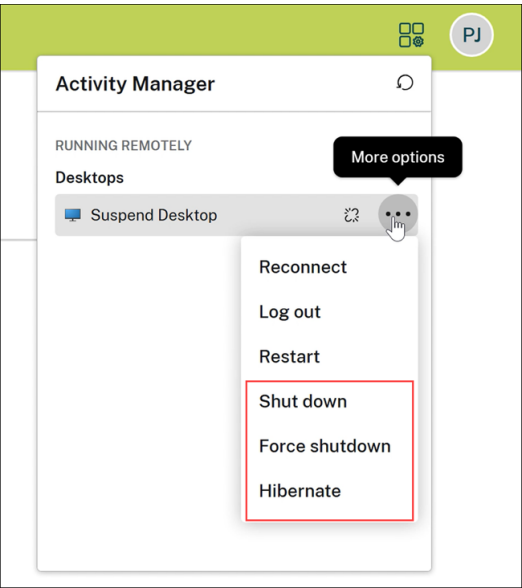 PJ
Activity Manager
RUNNING REMOTELY
More options
Desktops
Suspend Desktop
Reconnect
Log out
Restart
Shut down
Force shutdown
Hibernate